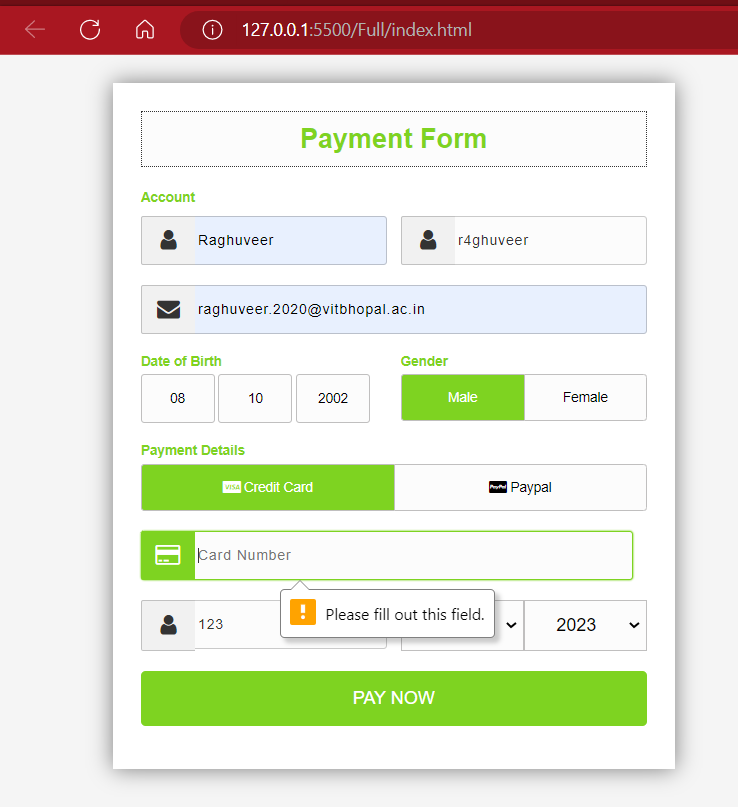 127.0.0.1:5500/Full/index.html
Payment Form
Account
Raghuveer r4ghuveer
raghuveer.2020@vitbhopal.ac.in
Date of Birth Gender
08 10 2002 Male Female
Payment Details
VISA Credit Card PayPal Paypal
Card Number
Please fill out this field.
123 2023
PAY NOW